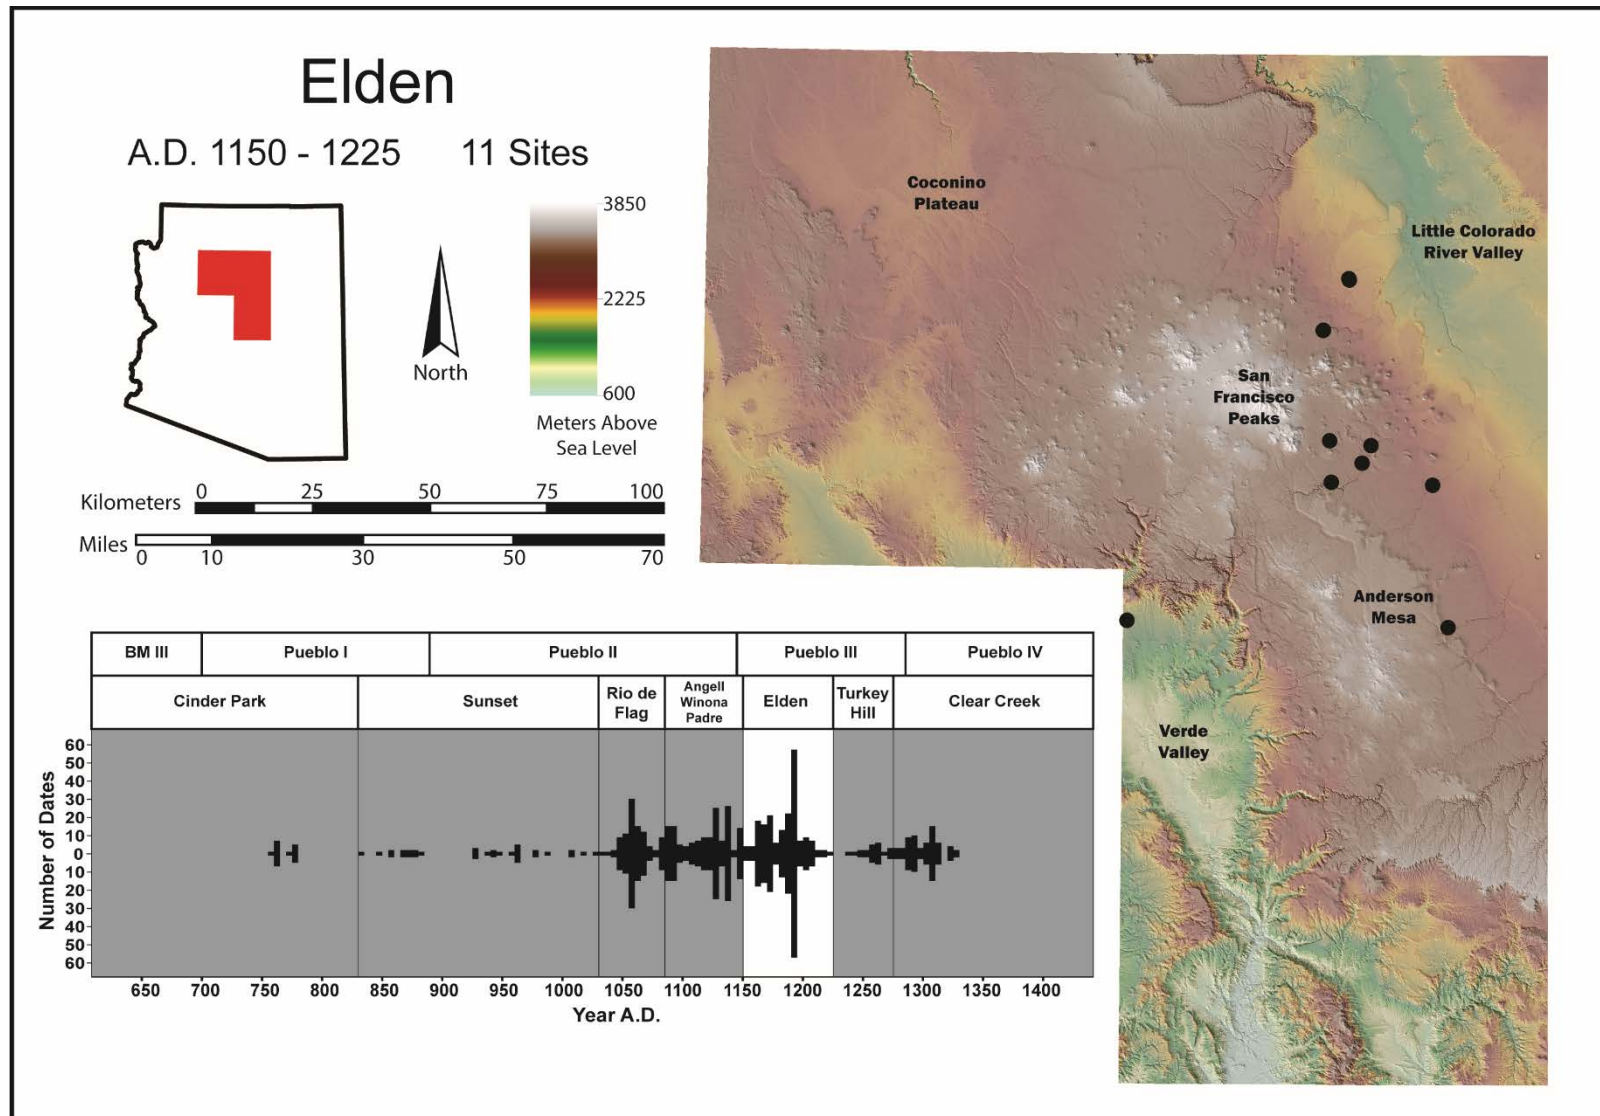 Elden
A.D. 1150 - 1225
11 Sites
3850
2225
600
Meters Above
Sea Level
North
Kilometers
0
25
50
75
100
Miles
0
10
30
50
70
Coconino
Plateau
Little Colorado
River Valley
San
Francisco
Peaks
Anderson
Mesa
Verde
Valley
BM III
Pueblo I
Pueblo II
Pueblo III
Pueblo IV
Cinder Park
Sunset
Rio de
Flag
Angell
Winona
Padre
Elden
Turkey
Hill
Clear Creek
Number of Dates
60
50
40
30
20
10
0
10
20
30
40
50
60
650
700
750
800
850
900
950
1000
1050
1100
1150
1200
1250
1300
1350
1400
Year A.D.